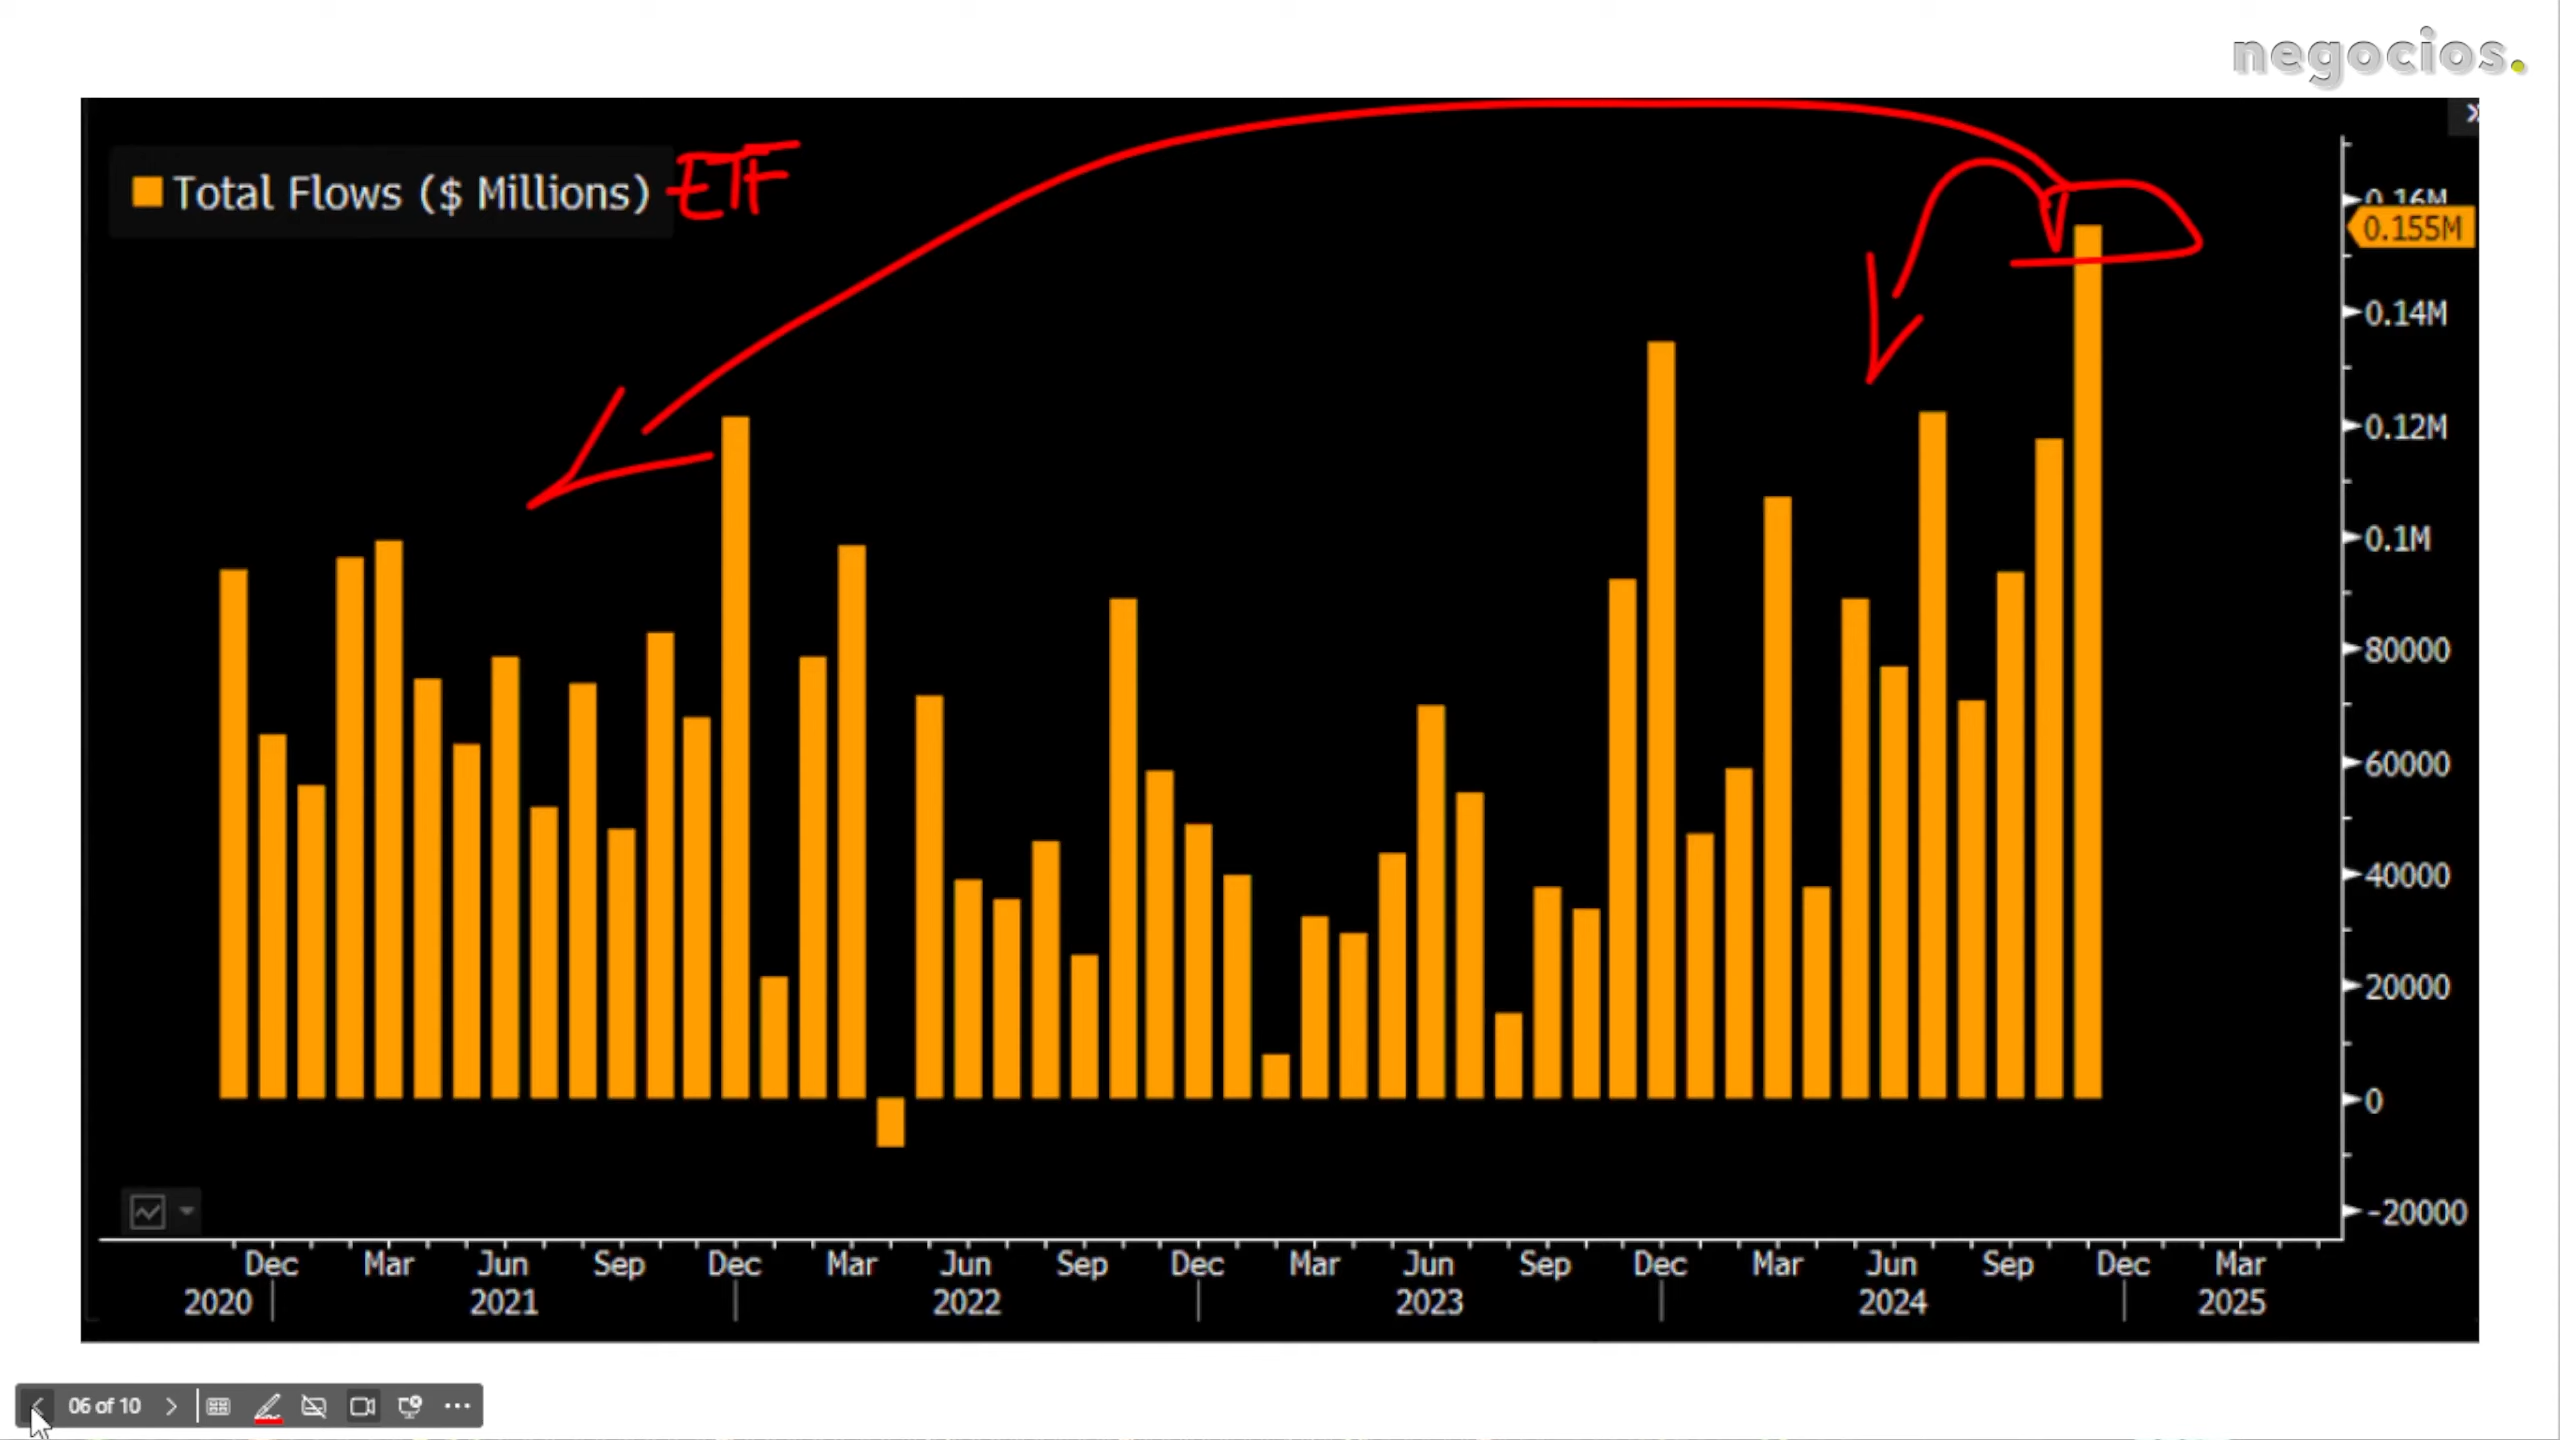 negocios.
Total Flows ($ Millions) ETF
0.16M
0.155M
0.14M
0.12M
0.1M
80000
60000
40000
20000
0
-20000
Dec Mar Jun Sep Dec Mar Jun Sep Dec Mar Jun Sep Dec Mar Jun Sep Dec Mar
2020 2021 2022 2023 2024 2025
06 of 10